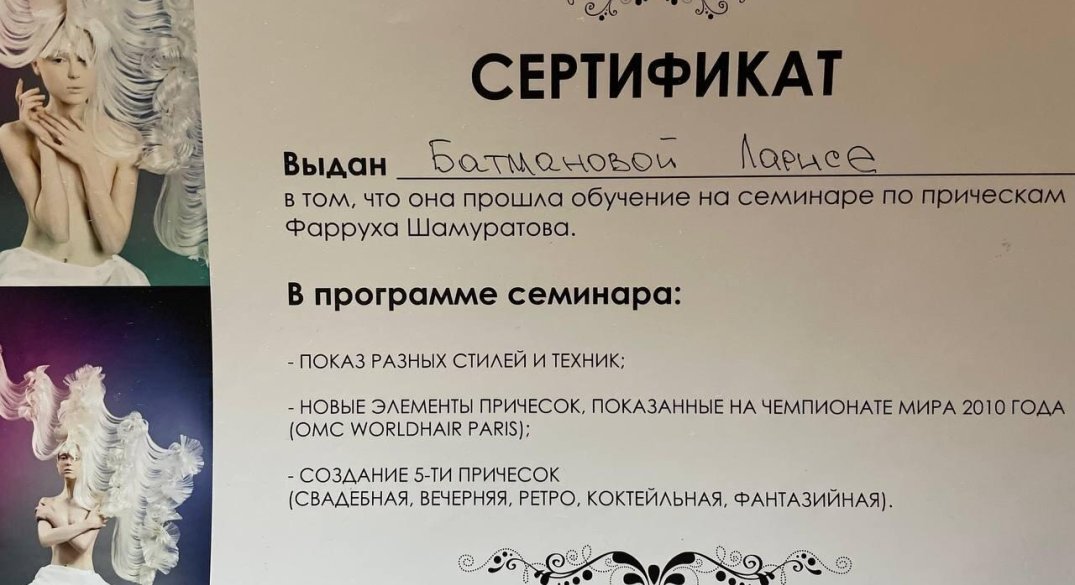 СЕРТИФИКАТ
Выдан Батмановой Ларисе
в том, что она прошла обучение на семинаре по прическам
Фарруха Шамуратова.
В программе семинара:
- ПОКАЗ РАЗНЫХ СТИЛЕЙ И ТЕХНИК;
- НОВЫЕ ЭЛЕМЕНТЫ ПРИЧЕСОК, ПОКАЗАННЫЕ НА ЧЕМПИОНАТЕ МИРА 2010 ГОДА
(OMC WORLDHAIR PARIS);
- СОЗДАНИЕ 5-ТИ ПРИЧЕСОК
(СВАДЕБНАЯ, ВЕЧЕРНЯЯ, РЕТРО, КОКТЕЙЛЬНАЯ, ФАНТАЗИЙНАЯ).